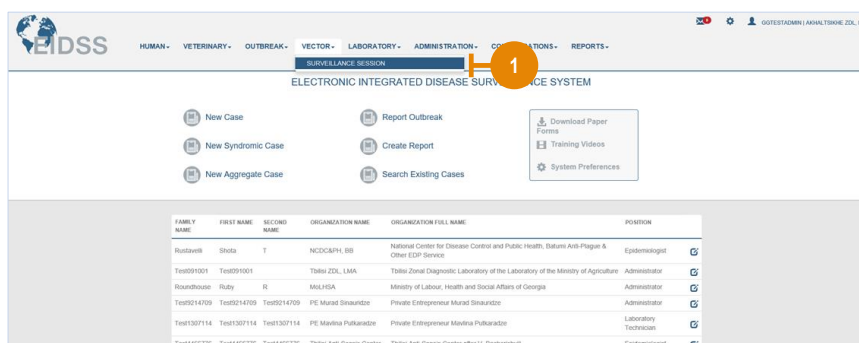 EIDSS
HUMAN VETERINARY OUTBREAK VECTOR LABORATORY ADMINISTRATION REPORTS
GGTESTADMIN | AKHALTSIKHE ZDL,
SURVEILLANCE SESSION
1
ELECTRONIC INTEGRATED DISEASE
SYSTEM
New Case
Report Outbreak
Download Paper
Forms
New Syndromic Case
Create Report
Training Videos
New Aggregate Case
Search Existing Cases
System Preferences
FAMILY NAME FIRST NAME SECOND NAME ORGANIZATION NAME ORGANIZATION FULL NAME POSITION
Rustaveli Shota T NCDC&PH, BB National Center for Disease Control and Public Health, Batumi Anti-Plague &
Other EDP Service Epidemiologist
Test091001 Test091001 Tbilisi ZDL, LMA Tbilisi Zonal Diagnostic Laboratory of the Laboratory of the Ministry of Agriculture Administrator
Roundhouse Ruby R MoLHSA Ministry of Labour, Health and Social Affairs of Georgia Administrator
Test9214709 Test9214709 Test9214709 PE Murad Sinauridze Private Entrepreneur Murad Sinauridze Administrator
Test1307114 Test1307114 Test1307114 PE Mavlina Putkaradze Private Entrepreneur Mavlina Putkaradze Laboratory
Technician